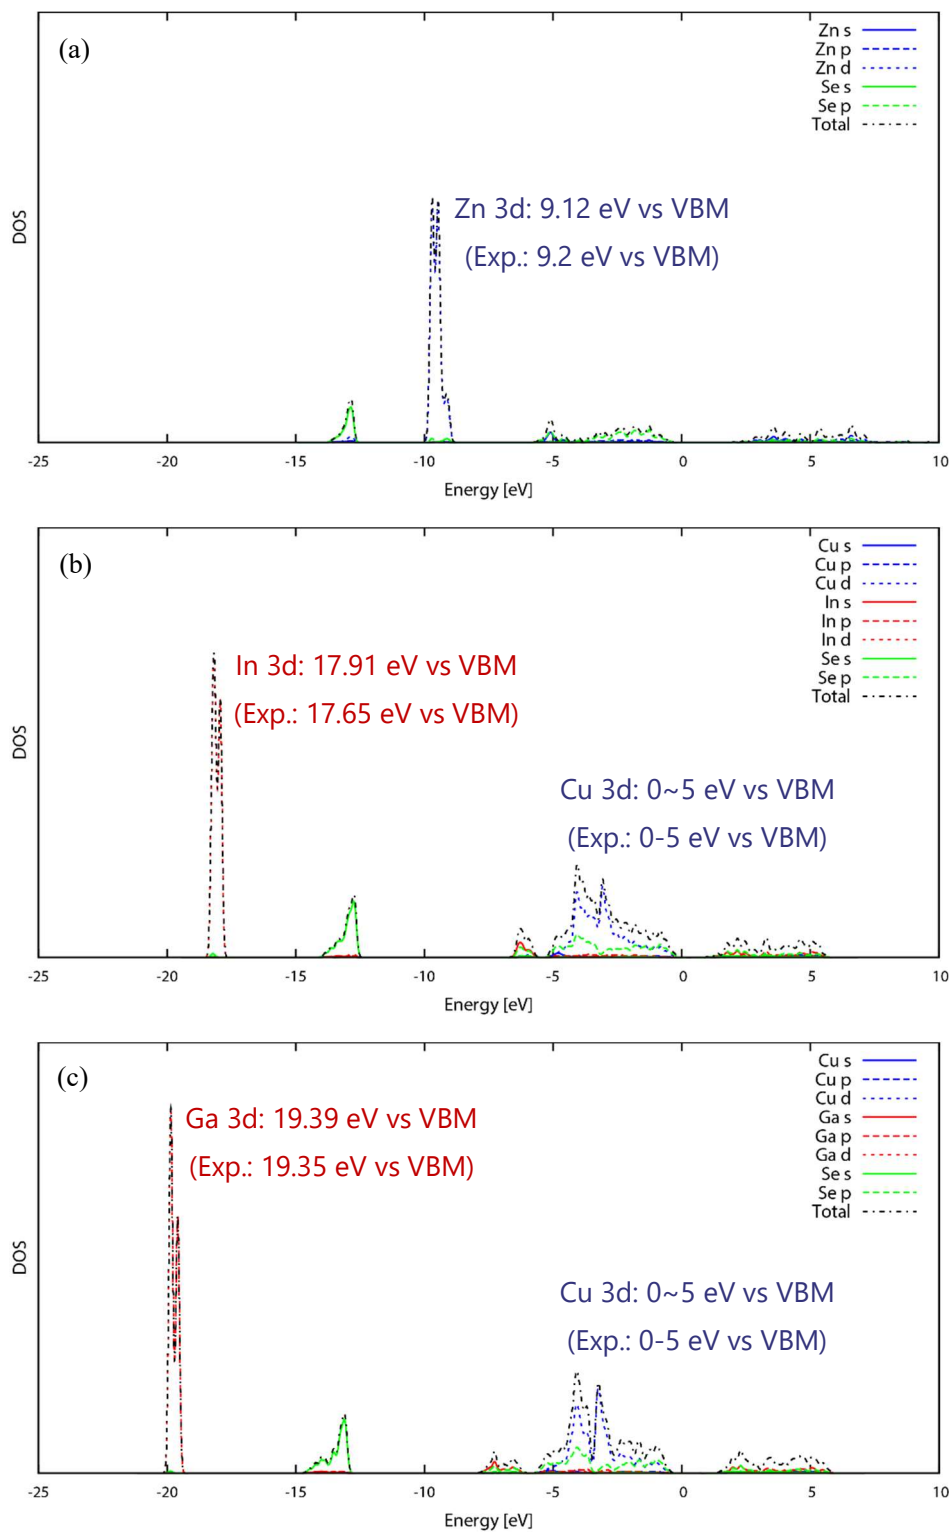 (a)
Zn s
Zn p
Zn d
Se s
Se p
Total
DOS
Zn 3d: 9.12 eV vs VBM
(Exp.: 9.2 eV vs VBM)
-25 -20 -15 -10 -5 0 5 10
Energy [eV]
(b)
Cu s
Cu p
Cu d
In s
In p
In d
Se s
Se p
Total
DOS
In 3d: 17.91 eV vs VBM
(Exp.: 17.65 eV vs VBM)
Cu 3d: 0~5 eV vs VBM
(Exp.: 0-5 eV vs VBM)
-25 -20 -15 -10 -5 0 5 10
Energy [eV]
(c)
Cu s
Cu p
Cu d
Ga s
Ga p
Ga d
Se s
Se p
Total
DOS
Ga 3d: 19.39 eV vs VBM
(Exp.: 19.35 eV vs VBM)
Cu 3d: 0~5 eV vs VBM
(Exp.: 0-5 eV vs VBM)
-25 -20 -15 -10 -5 0 5 10
Energy [eV]